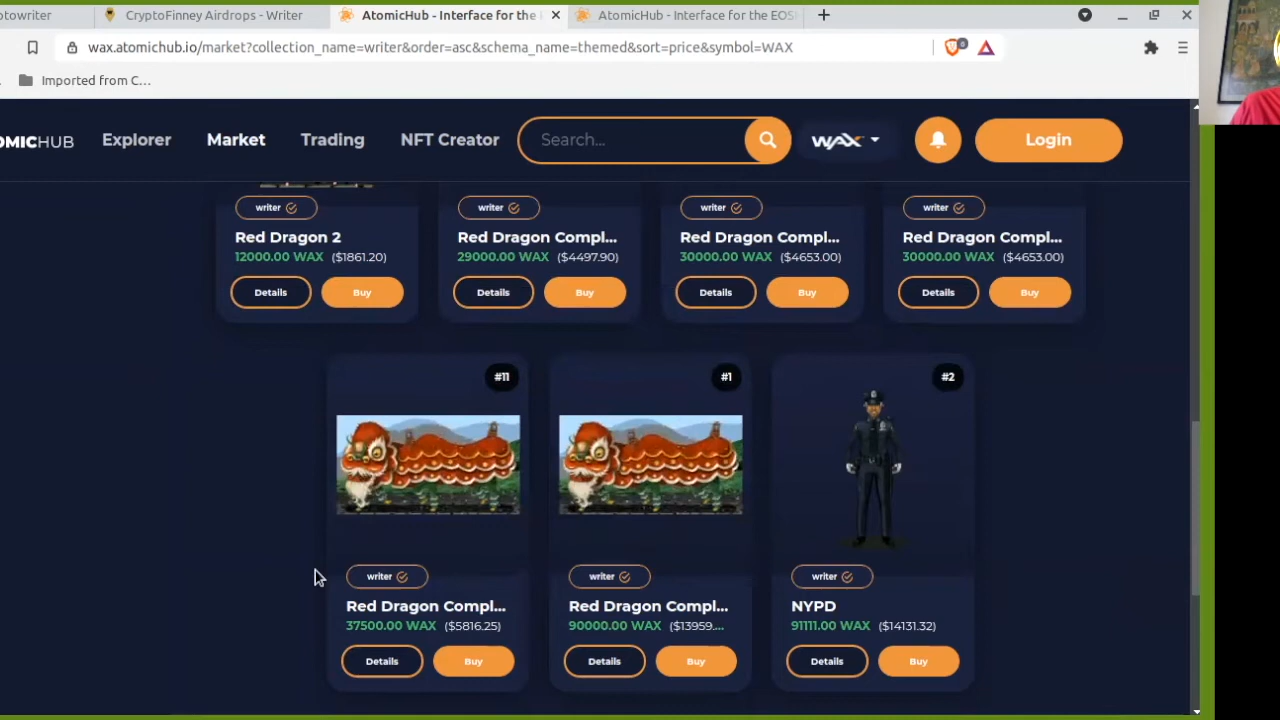 otowriter
CryptoFinney Airdrops - Writer
AtomicHub - Interface for the
AtomicHub - Interface for the EOS
wax.atomichub.io/market?collection_name=writer&order=asc&schema_name=themed&sort=price&symbol=WAX
6
Imported from C...
OMICHUB
Explorer
Market
Trading
NFT Creator
Search...
WAX
Login
writer
writer
writer
writer
Red Dragon 2
Red Dragon Compl...
Red Dragon Compl...
Red Dragon Compl...
12000.00 WAX ($1861.20)
29000.00 WAX ($4497.90)
30000.00 WAX ($4653.00)
30000.00 WAX ($4653.00)
Details
Buy
Details
Buy
Details
Buy
Details
Buy
#11
#1
#2
writer
writer
writer
Red Dragon Compl...
Red Dragon Compl...
NYPD
37500.00 WAX ($5816.25)
90000.00 WAX ($13959....
91111.00 WAX ($14131.32)
Details
Buy
Details
Buy
Details
Buy